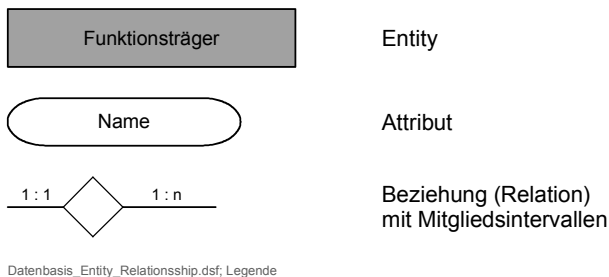 Funktionsträger
Entity
Name
Attribut
1 : 1
1 : n
Beziehung (Relation)
mit Mitgliedsintervallen
Datenbasis_Entity_Relationsship.dsf; Legende